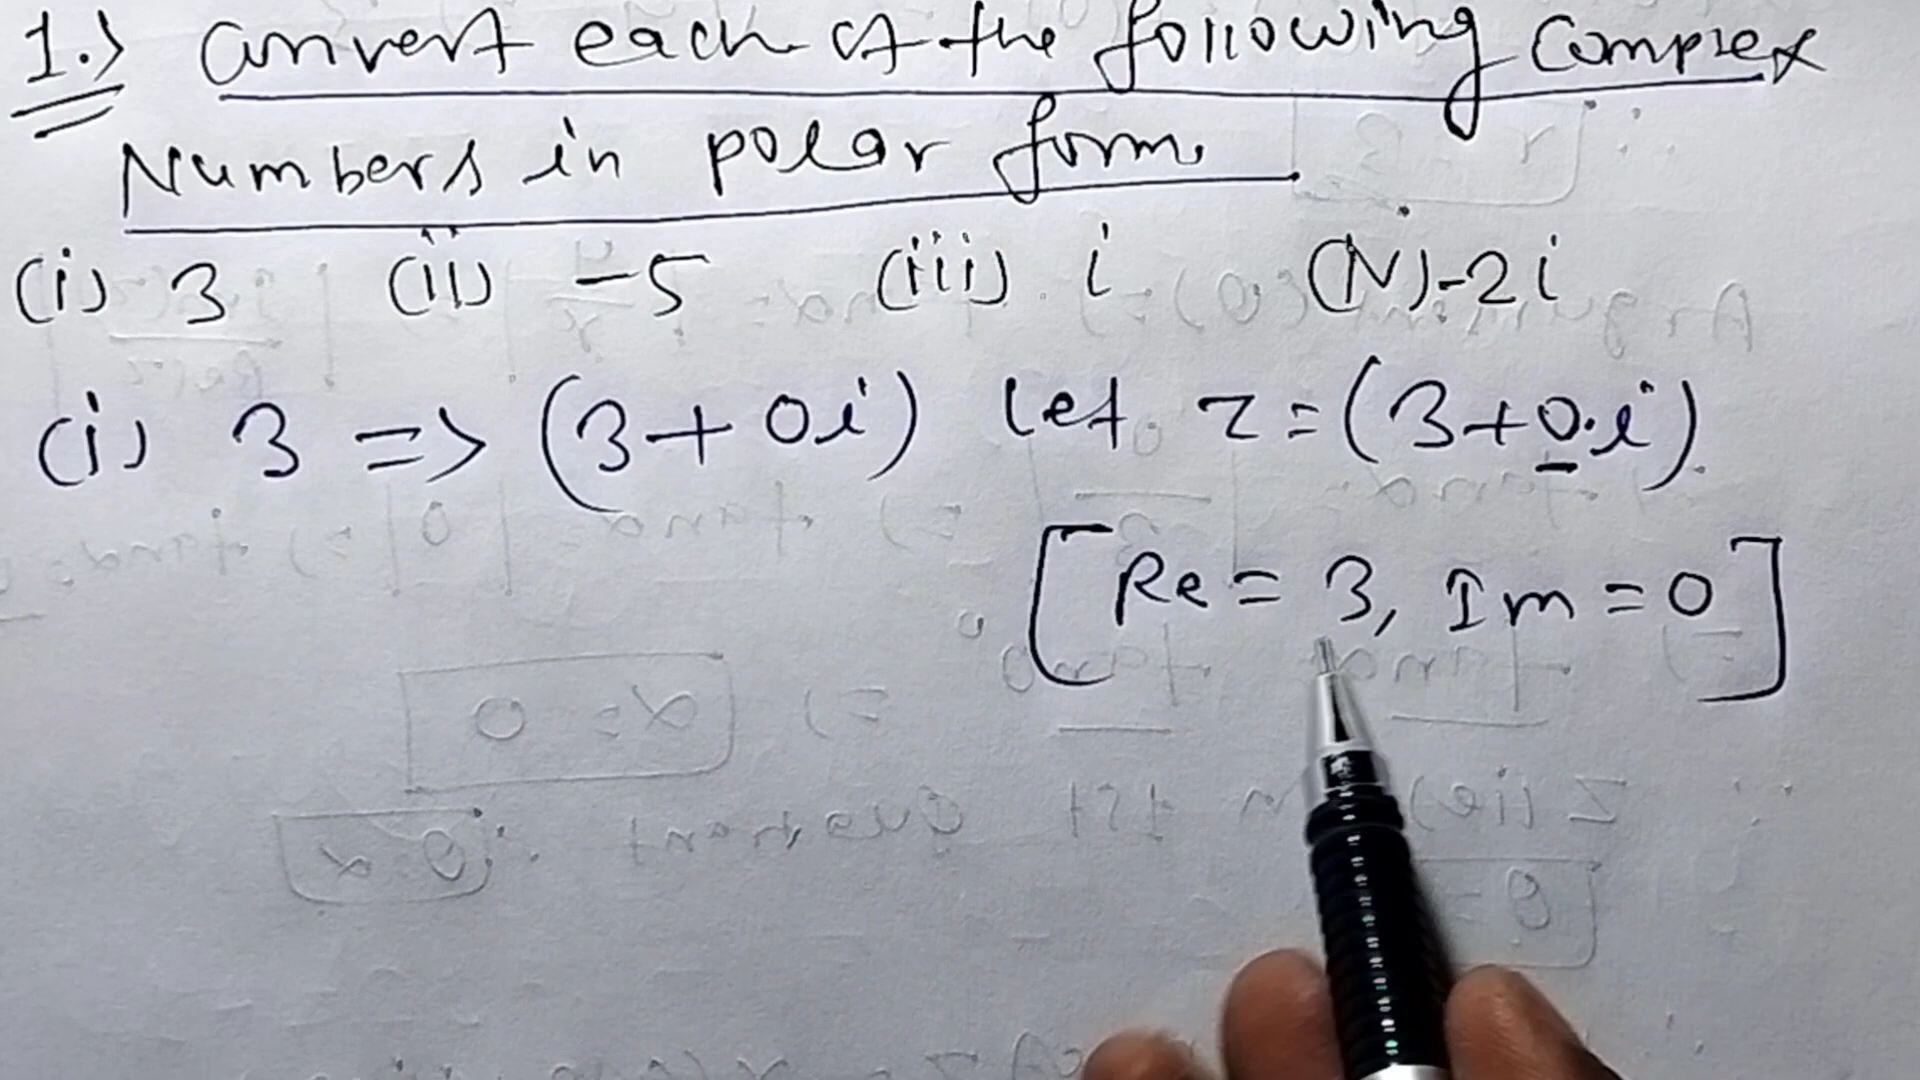 1.) Convert each of the following Complex
Numbers in polar form.
(i) 3 (ii) -5 (iii) i (iv) -2i
(i) 3 => (3+0i) Let z = (3+0.i)
[Re = 3, Im = 0]